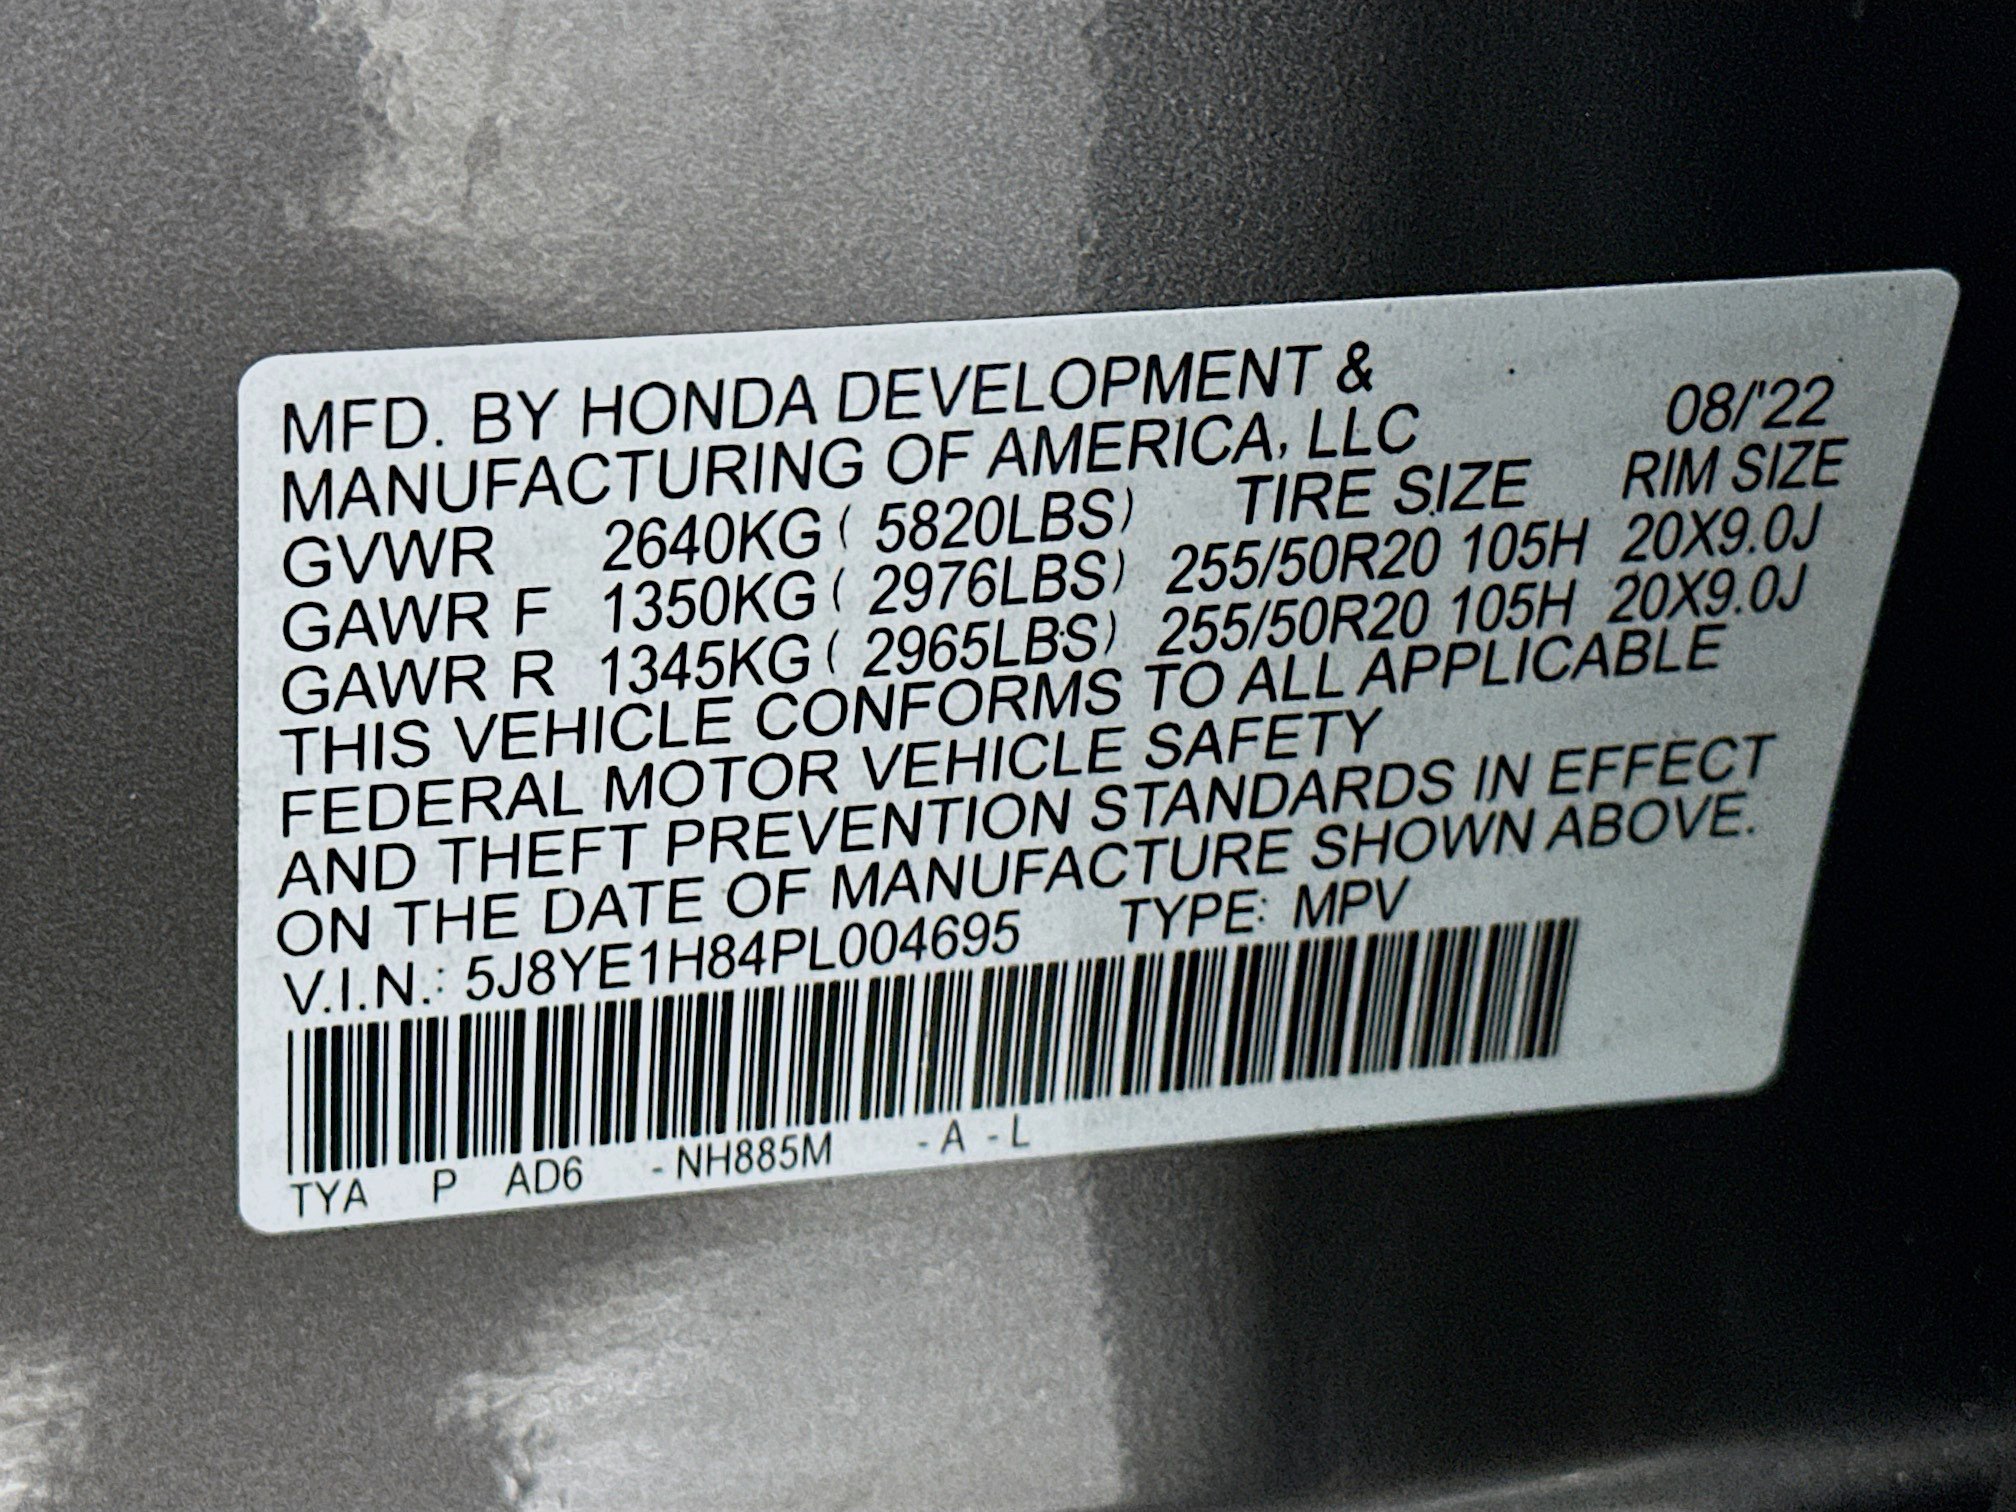 MFD. BY HONDA DEVELOPMENT &
MANUFACTURING OF AMERICA, LLC 08/'22
GVWR 2640KG ( 5820LBS) TIRE SIZE RIM SIZE
GAWR F 1350KG ( 2976LBS) 255/50R20 105H 20X9.0J
GAWR R 1345KG ( 2965LBS) 255/50R20 105H 20X9.0J
THIS VEHICLE CONFORMS TO ALL APPLICABLE
FEDERAL MOTOR VEHICLE SAFETY
AND THEFT PREVENTION STANDARDS IN EFFECT
ON THE DATE OF MANUFACTURE SHOWN ABOVE.
V.I.N.: 5J8YE1H84PL004695 TYPE: MPV
TYA P AD6 - NH885M - A - L